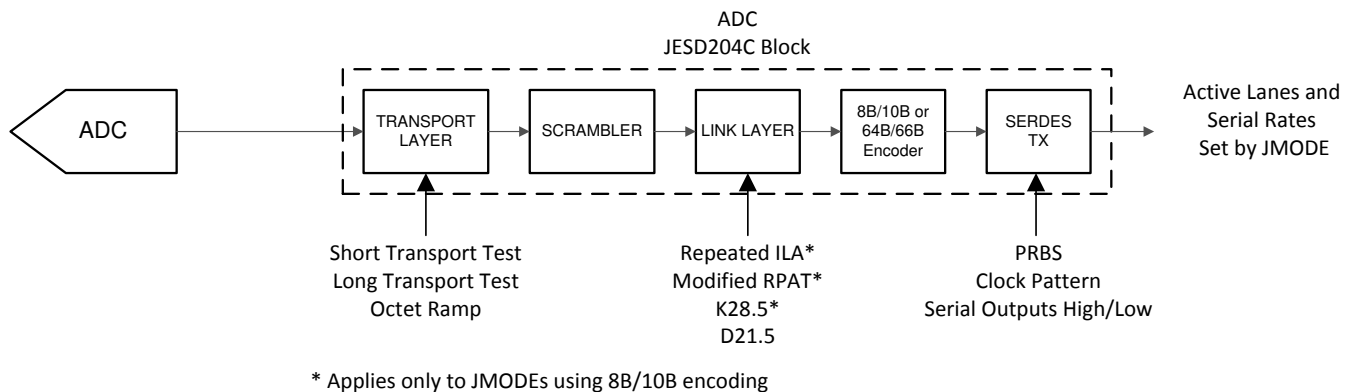 ADC
JESD204C Block
ADC
TRANSPORT
LAYER
SCRAMBLER
LINK LAYER
8B/10B or
64B/66B
Encoder
SERDES
TX
Active Lanes and
Serial Rates
Set by JMODE
Short Transport Test
Long Transport Test
Octet Ramp
Repeated ILA*
Modified RPAT*
K28.5*
D21.5
PRBS
Clock Pattern
Serial Outputs High/Low
* Applies only to JMODEs using 8B/10B encoding